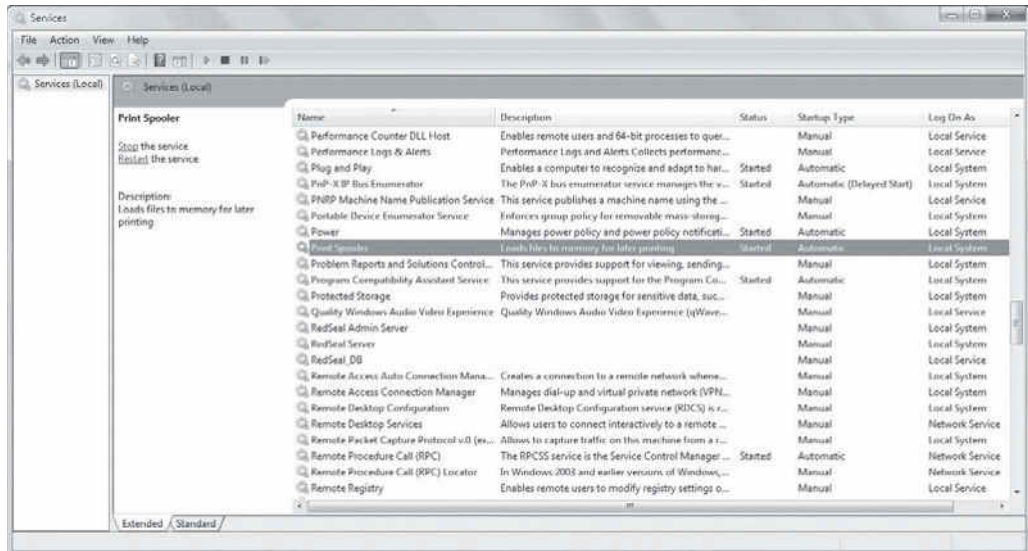 Services
File Action View Help
Services (Local)
Services (Local)
Print Spooler
Stop the service
Restart the service
Description:
Loads files to memory for later
printing
Name Description Status Startup Type Log On As
Performance Counter DLL Host Enables remote users and 64-bit processes to quer... Manual Local Service
Performance Logs & Alerts Performance Logs and Alerts Collects performanc... Manual Local Service
Plug and Play Enables a computer to recognize and adapt to har... Started Automatic Local System
PnP-X IP Bus Enumerator The PnP-X bus enumerator service manages the v... Started Automatic (Delayed Start) Local System
PNRP Machine Name Publication Service This service publishes a machine name using the ... Manual Local Service
Portable Device Enumerator Service Enforces group policy for removable mass-storag... Manual Local System
Power Manages power policy and power policy notificati... Started Automatic Local System
Print Spooler Loads files to memory for later printing Started Automatic Local System
Problem Reports and Solutions Control... This service provides support for viewing, sending... Manual Local System
Program Compatibility Assistant Service This service provides support for the Program Co... Started Automatic Local System
Protected Storage Provides protected storage for sensitive data, suc... Manual Local System
Quality Windows Audio Video Experience Quality Windows Audio Video Experience (qWave... Manual Local Service
RedSeal Admin Server Manual Local System
RedSeal Server Manual Local System
RedSeal_DB Manual Local Service
Remote Access Auto Connection Mana... Creates a connection to a remote network whene... Manual Local System
Remote Access Connection Manager Manages dial-up and virtual private network (VPN... Manual Local System
Remote Desktop Configuration Remote Desktop Configuration service (RDCS) is r... Manual Local System
Remote Desktop Services Allows users to connect interactively to a remote ... Manual Network Service
Remote Packet Capture Protocol v.0 (ex... Allows to capture traffic on this machine from a r... Manual Local System
Remote Procedure Call (RPC) The RPCSS service is the Service Control Manager ... Started Automatic Network Service
Remote Procedure Call (RPC) Locator In Windows 2003 and earlier versions of Windows,... Manual Network Service
Remote Registry Enables remote users to modify registry settings o... Manual Local Service
Extended Standard